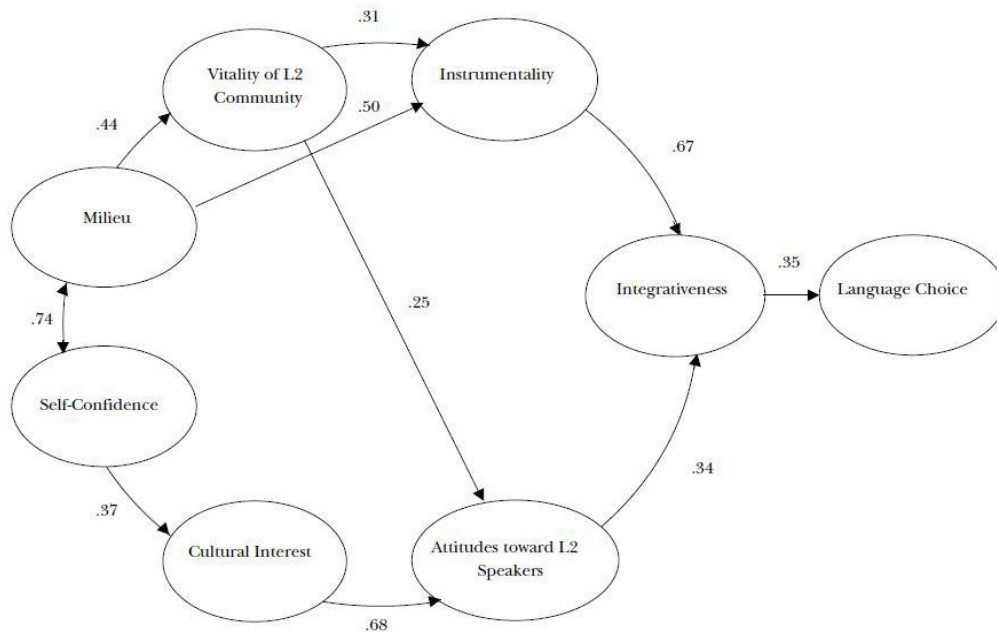 .31
Vitality of L2
Community
Instrumentality
.50
.44
.67
Milieu
.35
Integrativeness
Language Choice
.25
.74
Self-Confidence
.34
.37
Cultural Interest
Attitudes toward L2
Speakers
.68